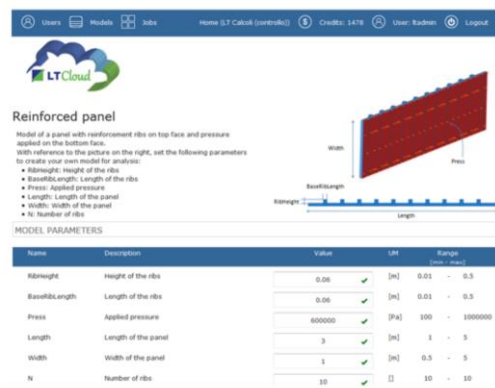 Users Models Jobs Home (LT Calcoli (controllo)) Credits: 1478 User: ltadmin Logout
LTCloud
Reinforced panel
Model of a panel with reinforcement ribs on top face and pressure
applied on the bottom face.
With reference to the picture on the right, set the following parameters
to create your own model for analysis:
• RibHeight: Height of the ribs
• BaseRibLength: Length of the ribs
• Press: Applied pressure
• Length: Length of the panel
• Width: Width of the panel
• N: Number of ribs
Width
Press
BaseRibLength
RibHeight
Length
MODEL PARAMETERS
Name Description Value UM Range
[min - max]
RibHeight Height of the ribs 0.06 [m] 0.01 - 0.5
BaseRibLength Length of the ribs 0.06 [m] 0.01 - 0.5
Press Applied pressure 600000 [Pa] 100 - 1000000
Length Length of the panel 3 [m] 1 - 5
Width Width of the panel 1 [m] 0.5 - 5
N Number of ribs 10 [] 10 - 10